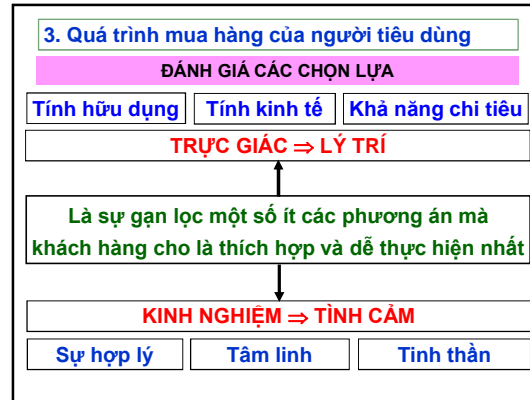 3. Quá trình mua hàng của người tiêu dùng
ĐÁNH GIÁ CÁC CHỌN LỰA
Tính hữu dụng Tính kinh tế Khả năng chi tiêu
TRỰC GIÁC ⇒ LÝ TRÍ
Là sự gạn lọc một số ít các phương án mà
khách hàng cho là thích hợp và dễ thực hiện nhất
KINH NGHIỆM ⇒ TÌNH CẢM
Sự hợp lý Tâm linh Tinh thần